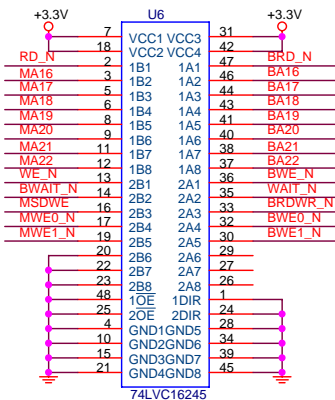 +3.3V U6 +3.3V
7 VCC1 VCC3 31
18 VCC2 VCC4 42
RD_N 2 1B1 1A1 47 BRD_N
MA16 3 1B2 1A2 46 BA16
MA17 5 1B3 1A3 44 BA17
MA18 6 1B4 1A4 43 BA18
MA19 8 1B5 1A5 41 BA19
MA20 9 1B6 1A6 40 BA20
MA21 11 1B7 1A7 38 BA21
MA22 12 1B8 1A8 37 BA22
WE_N 13 2B1 2A1 36 BWE_N
BWAIT_N 14 2B2 2A2 35 WAIT_N
MSDWE 16 2B3 2A3 33 BRDWR_N
MWE0_N 17 2B4 2A4 32 BWE0_N
MWE1_N 19 2B5 2A5 30 BWE1_N
20 2B6 2A6 29
22 2B7 2A7 27
23 2B8 2A8 26
48 1OE 1DIR 1
25 2OE 2DIR 24
4 GND1 GND5 28
10 GND2 GND6 34
15 GND3 GND7 39
21 GND4 GND8 45
74LVC16245